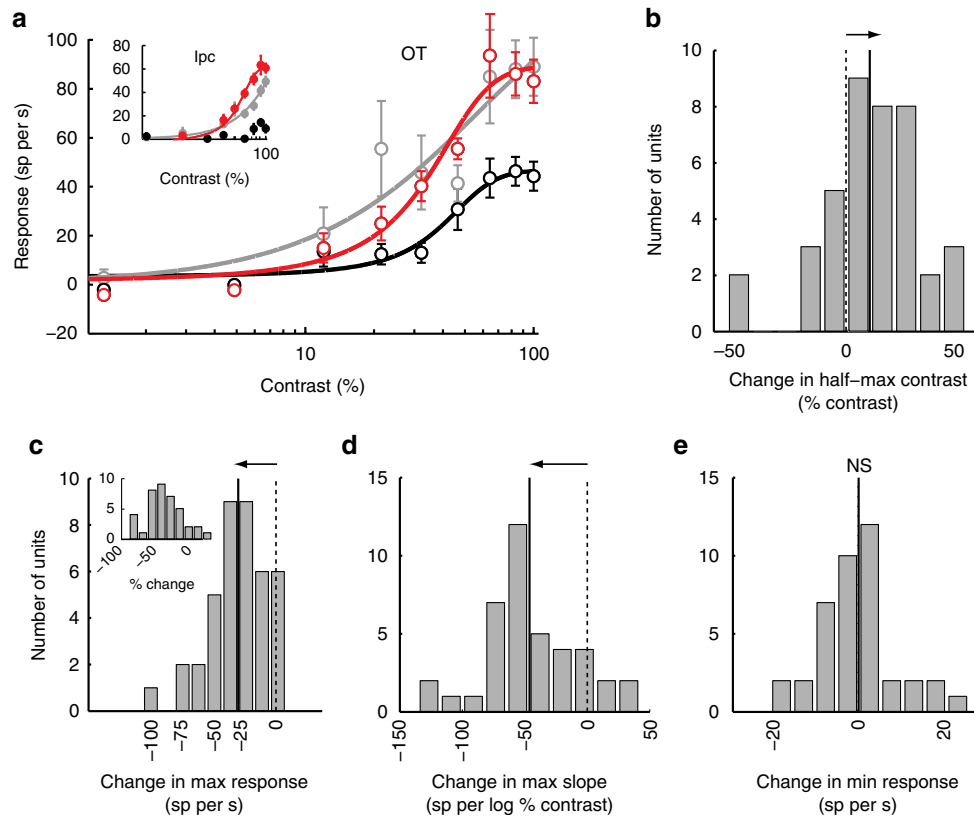 a
100
80
60
40
20
0
−20
Response (sp per s)
10
100
Contrast (%)
OT
80
60
40
20
0
Ipc
100
Contrast (%)
b
10
8
6
4
2
0
Number of units
−50
0
50
Change in half−max contrast
(% contrast)
c
10
8
6
4
2
0
Number of units
10
5
0
−100
−50
0
% change
−100
−75
−50
−25
0
Change in max response
(sp per s)
d
15
10
5
0
−150
−100
−50
0
50
Change in max slope
(sp per log % contrast)
e
NS
15
10
5
0
−20
0
20
Change in min response
(sp per s)